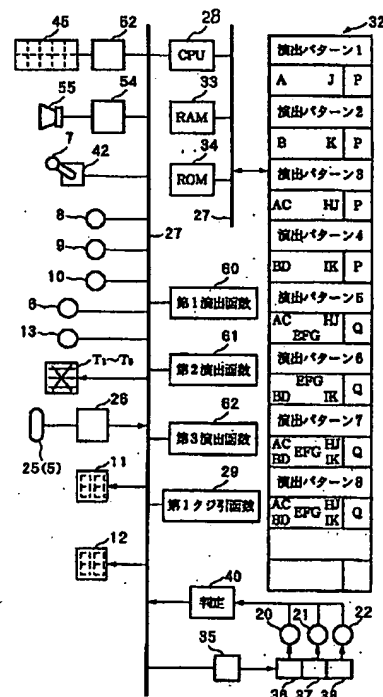 32
46
52
28
CPU
55
54
33
RAM
7
42
34
ROM
8
27
27
9
10
60
第1演出函数
6
13
61
第2演出函数
T₁〜T₉
62
第3演出函数
26
25(5)
29
第1クジ引函数
11
12
40
判定
20 21 22
35
36 37 38
演出パターン1
A J P
演出パターン2
B K P
演出パターン3
AC HJ P
演出パターン4
BD IK P
演出パターン5
AC HJ
EFG Q
演出パターン6
EFG
BD IK Q
演出パターン7
AC EFG HJ
BD IK Q
演出パターン8
AC EFG HJ
BD IK Q